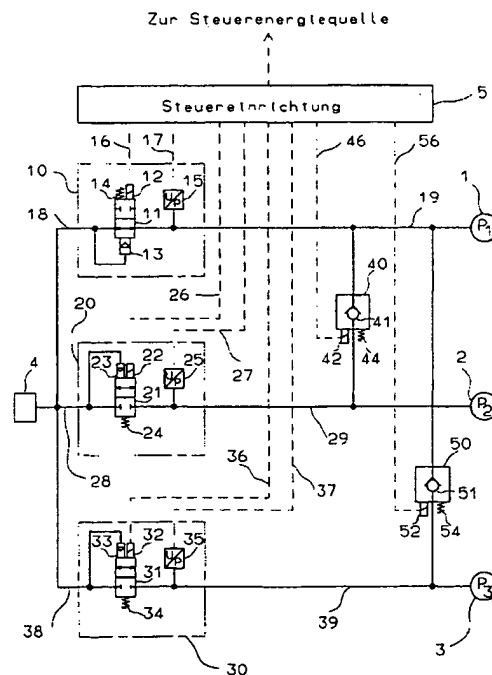 Zur Steuerenergiequelle
5
Steuereinrichtung
16 17 46 56
10 12 1
14 U/P 15 19 P1
18 11
13
26 40
20 41
4 27 42 44 2
23 22 U/P 25
21 P2
24 29 50
28 36 51
37 52 54
33 32 U/P 35
31 P3
34
38 39 3
30